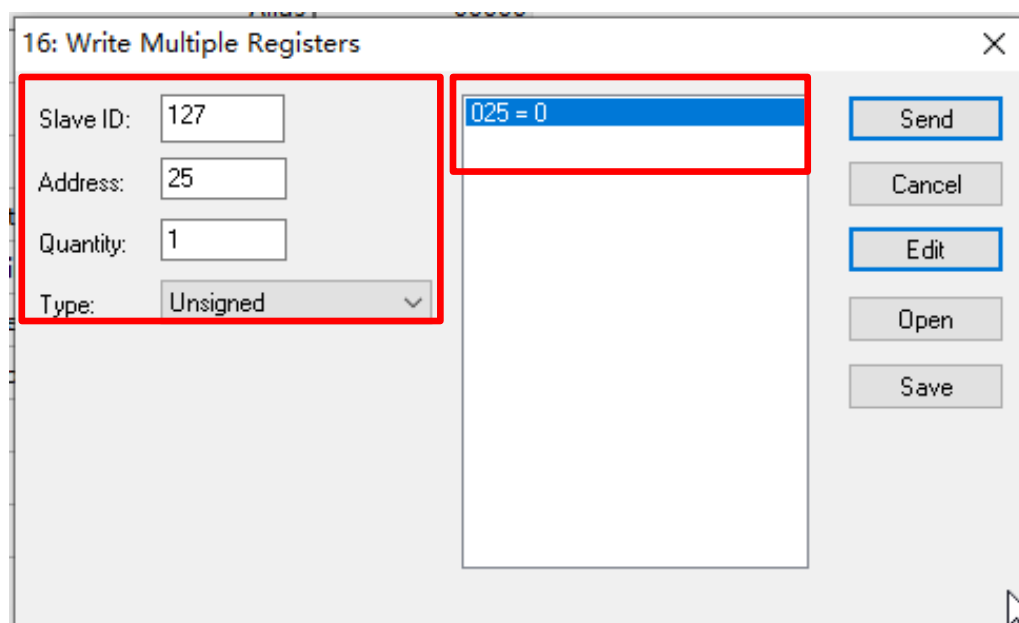 16: Write Multiple Registers
Slave ID: 127
Address: 25
Quantity: 1
Type: Unsigned
025 = 0
Send
Cancel
Edit
Open
Save